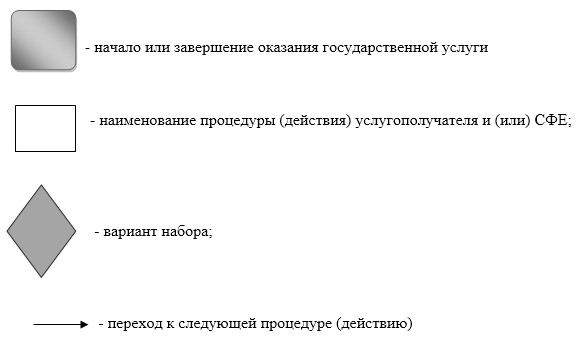 - начало или завершение оказания государственной услуги
- наименование процедуры (действия) услугополучателя и (или) СФЕ;
- вариант набора;
- переход к следующей процедуре (действию)